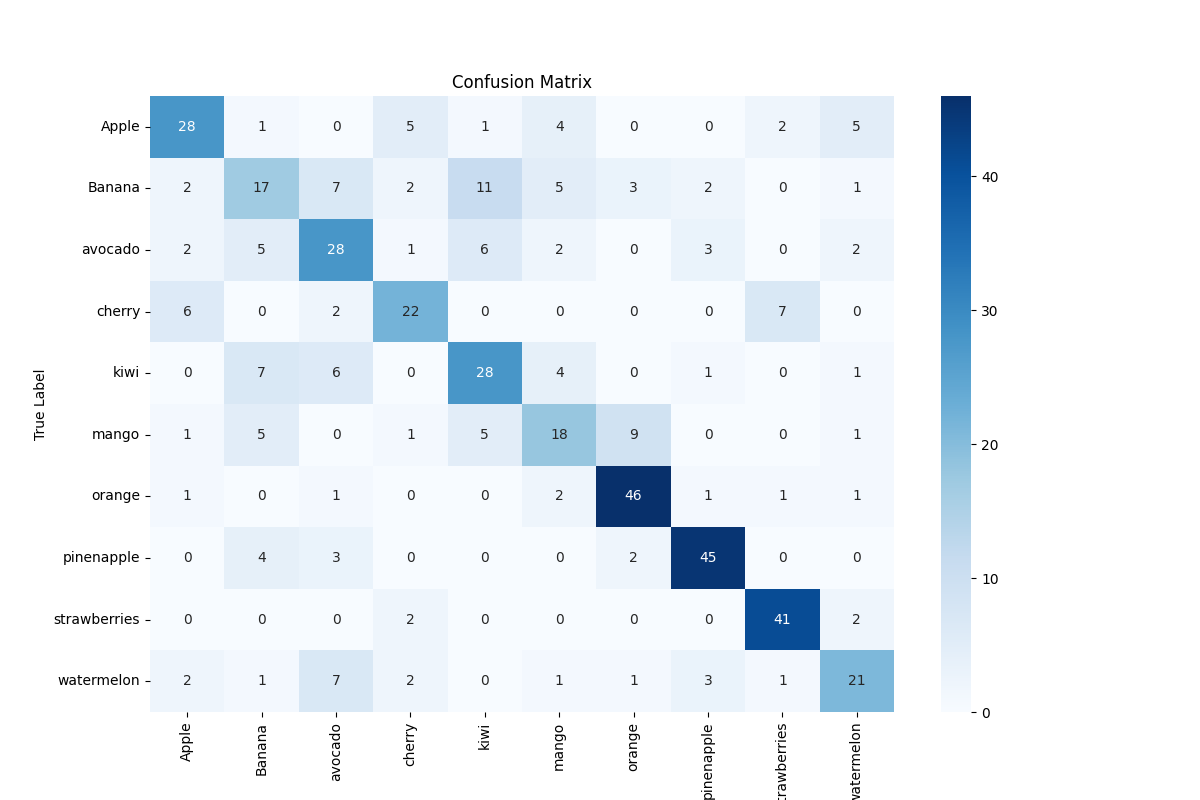 Confusion Matrix
Apple 28 1 0 5 1 4 0 0 2 5
Banana 2 17 7 2 11 5 3 2 0 1
avocado 2 5 28 1 6 2 0 3 0 2
cherry 6 0 2 22 0 0 0 0 7 0
kiwi 0 7 6 0 28 4 0 1 0 1
mango 1 5 0 1 5 18 9 0 0 1
orange 1 0 1 0 0 2 46 1 1 1
pinenapple 0 4 3 0 0 0 2 45 0 0
strawberries 0 0 0 2 0 0 0 0 41 2
watermelon 2 1 7 2 0 1 1 3 1 21
True Label
Apple Banana avocado cherry kiwi mango orange pinenapple trawberries watermelon
40
30
20
10
0